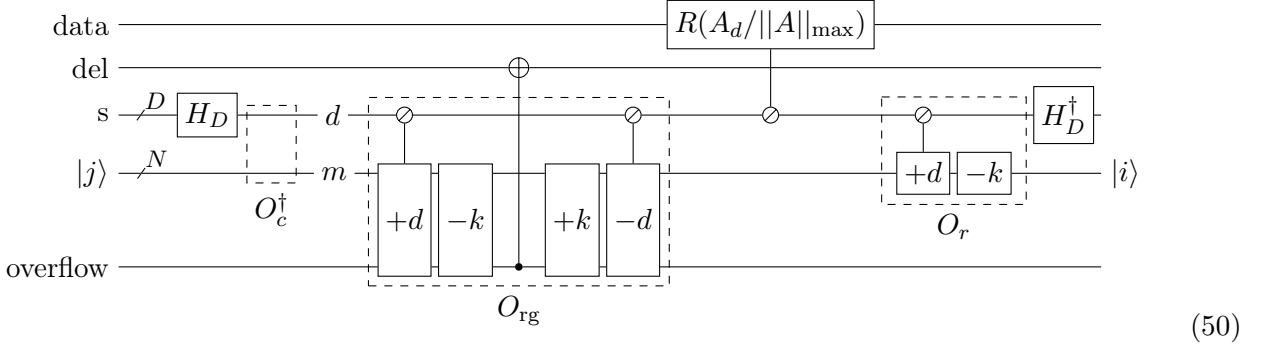 data R(A_d/||A||_max)
del
s D H_D d H_D^†
|j⟩ N m +d −k +k −d +d −k |i⟩
O_c^† O_r
overflow
O_rg
(50)